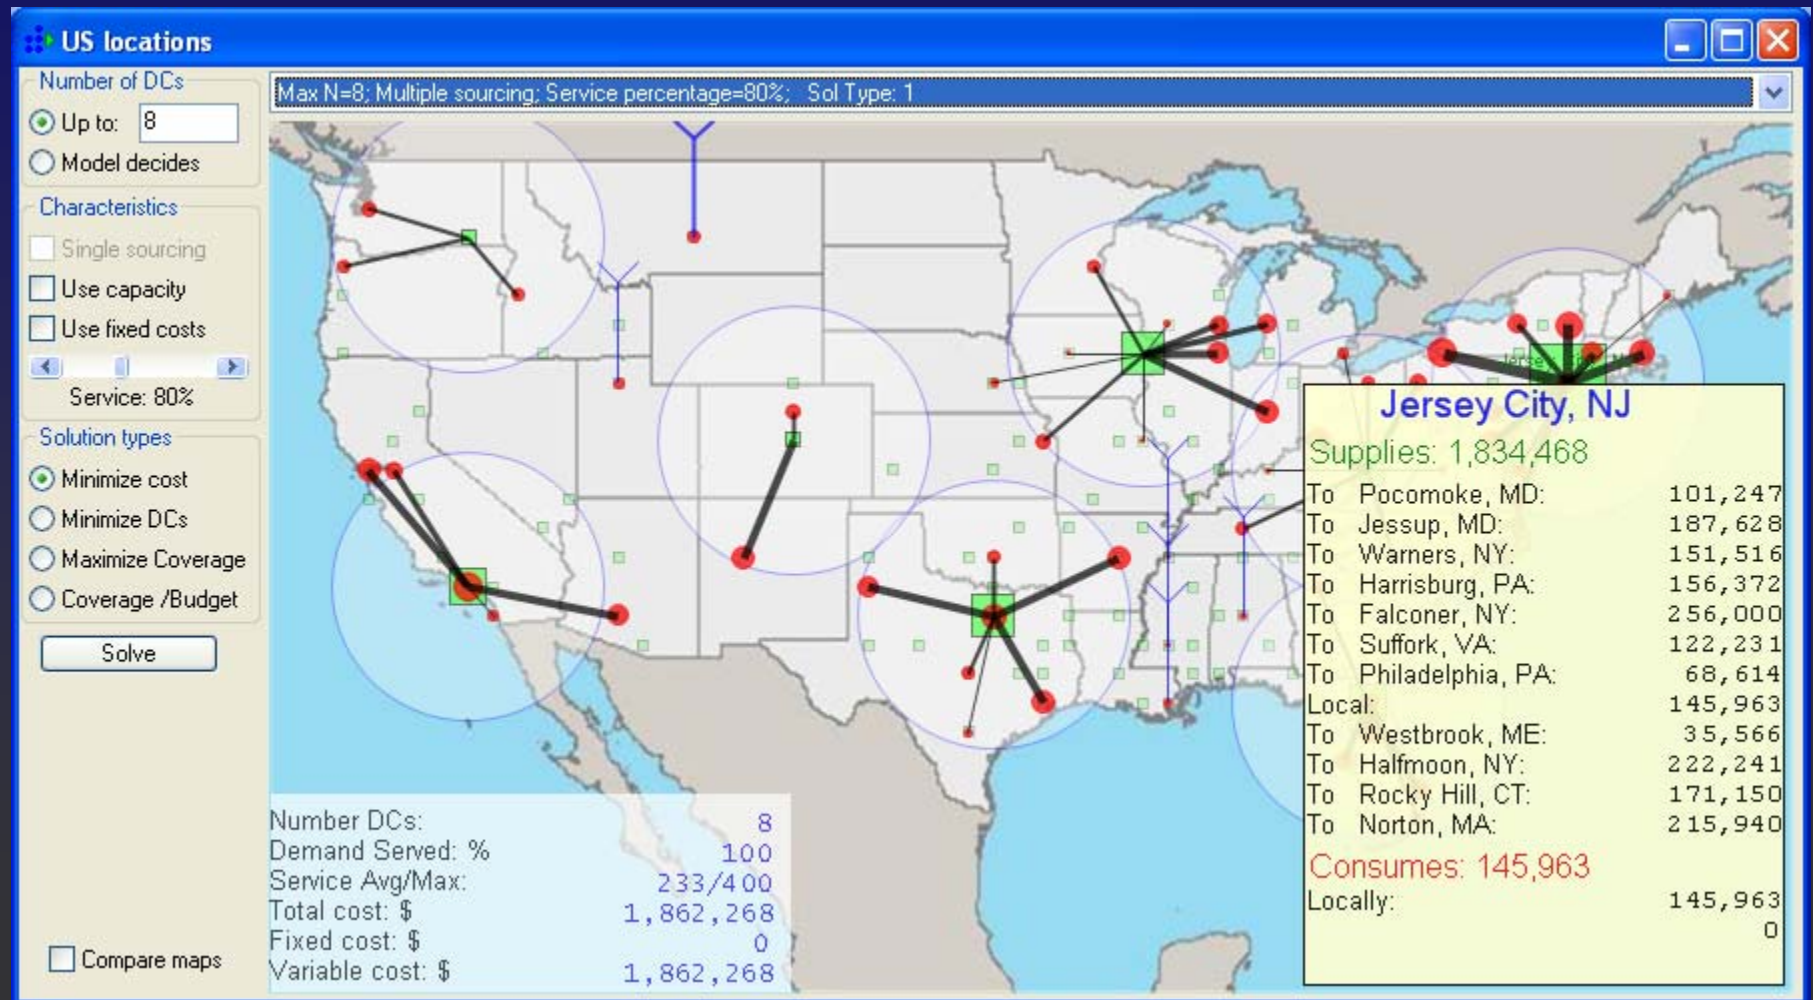 US locations
Number of DCs
Up to: 8
Model decides
Characteristics
Single sourcing
Use capacity
Use fixed costs
Service: 80%
Solution types
Minimize cost
Minimize DCs
Maximize Coverage
Coverage /Budget
Solve
Compare maps
Max N=8; Multiple sourcing; Service percentage=80%; Sol Type: 1
Number DCs: 8
Demand Served: % 100
Service Avg/Max: 233/400
Total cost: $ 1,862,268
Fixed cost: $ 0
Variable cost: $ 1,862,268
Jersey City, NJ
Supplies: 1,834,468
To Pocomoke, MD: 101,247
To Jessup, MD: 187,628
To Warners, NY: 151,516
To Harrisburg, PA: 156,372
To Falconer, NY: 256,000
To Suffork, VA: 122,231
To Philadelphia, PA: 68,614
Local: 145,963
To Westbrook, ME: 35,566
To Halfmoon, NY: 222,241
To Rocky Hill, CT: 171,150
To Norton, MA: 215,940
Consumes: 145,963
Locally: 145,963
0